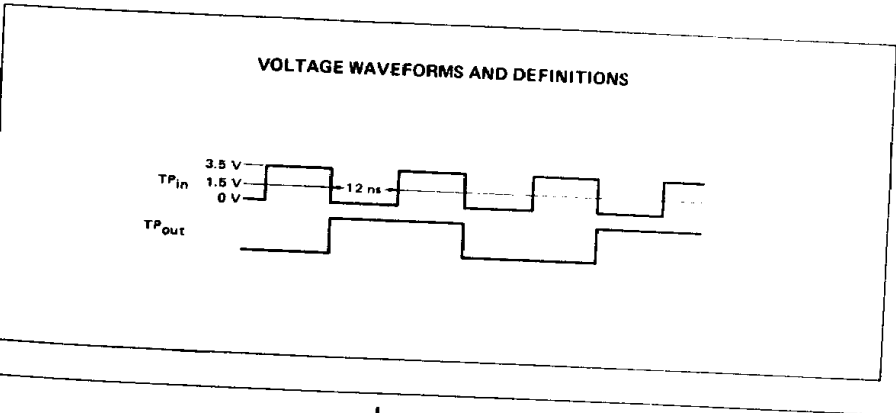 VOLTAGE WAVEFORMS AND DEFINITIONS
3.5 V
TPin 1.5 V
12 ns
0 V
TPout